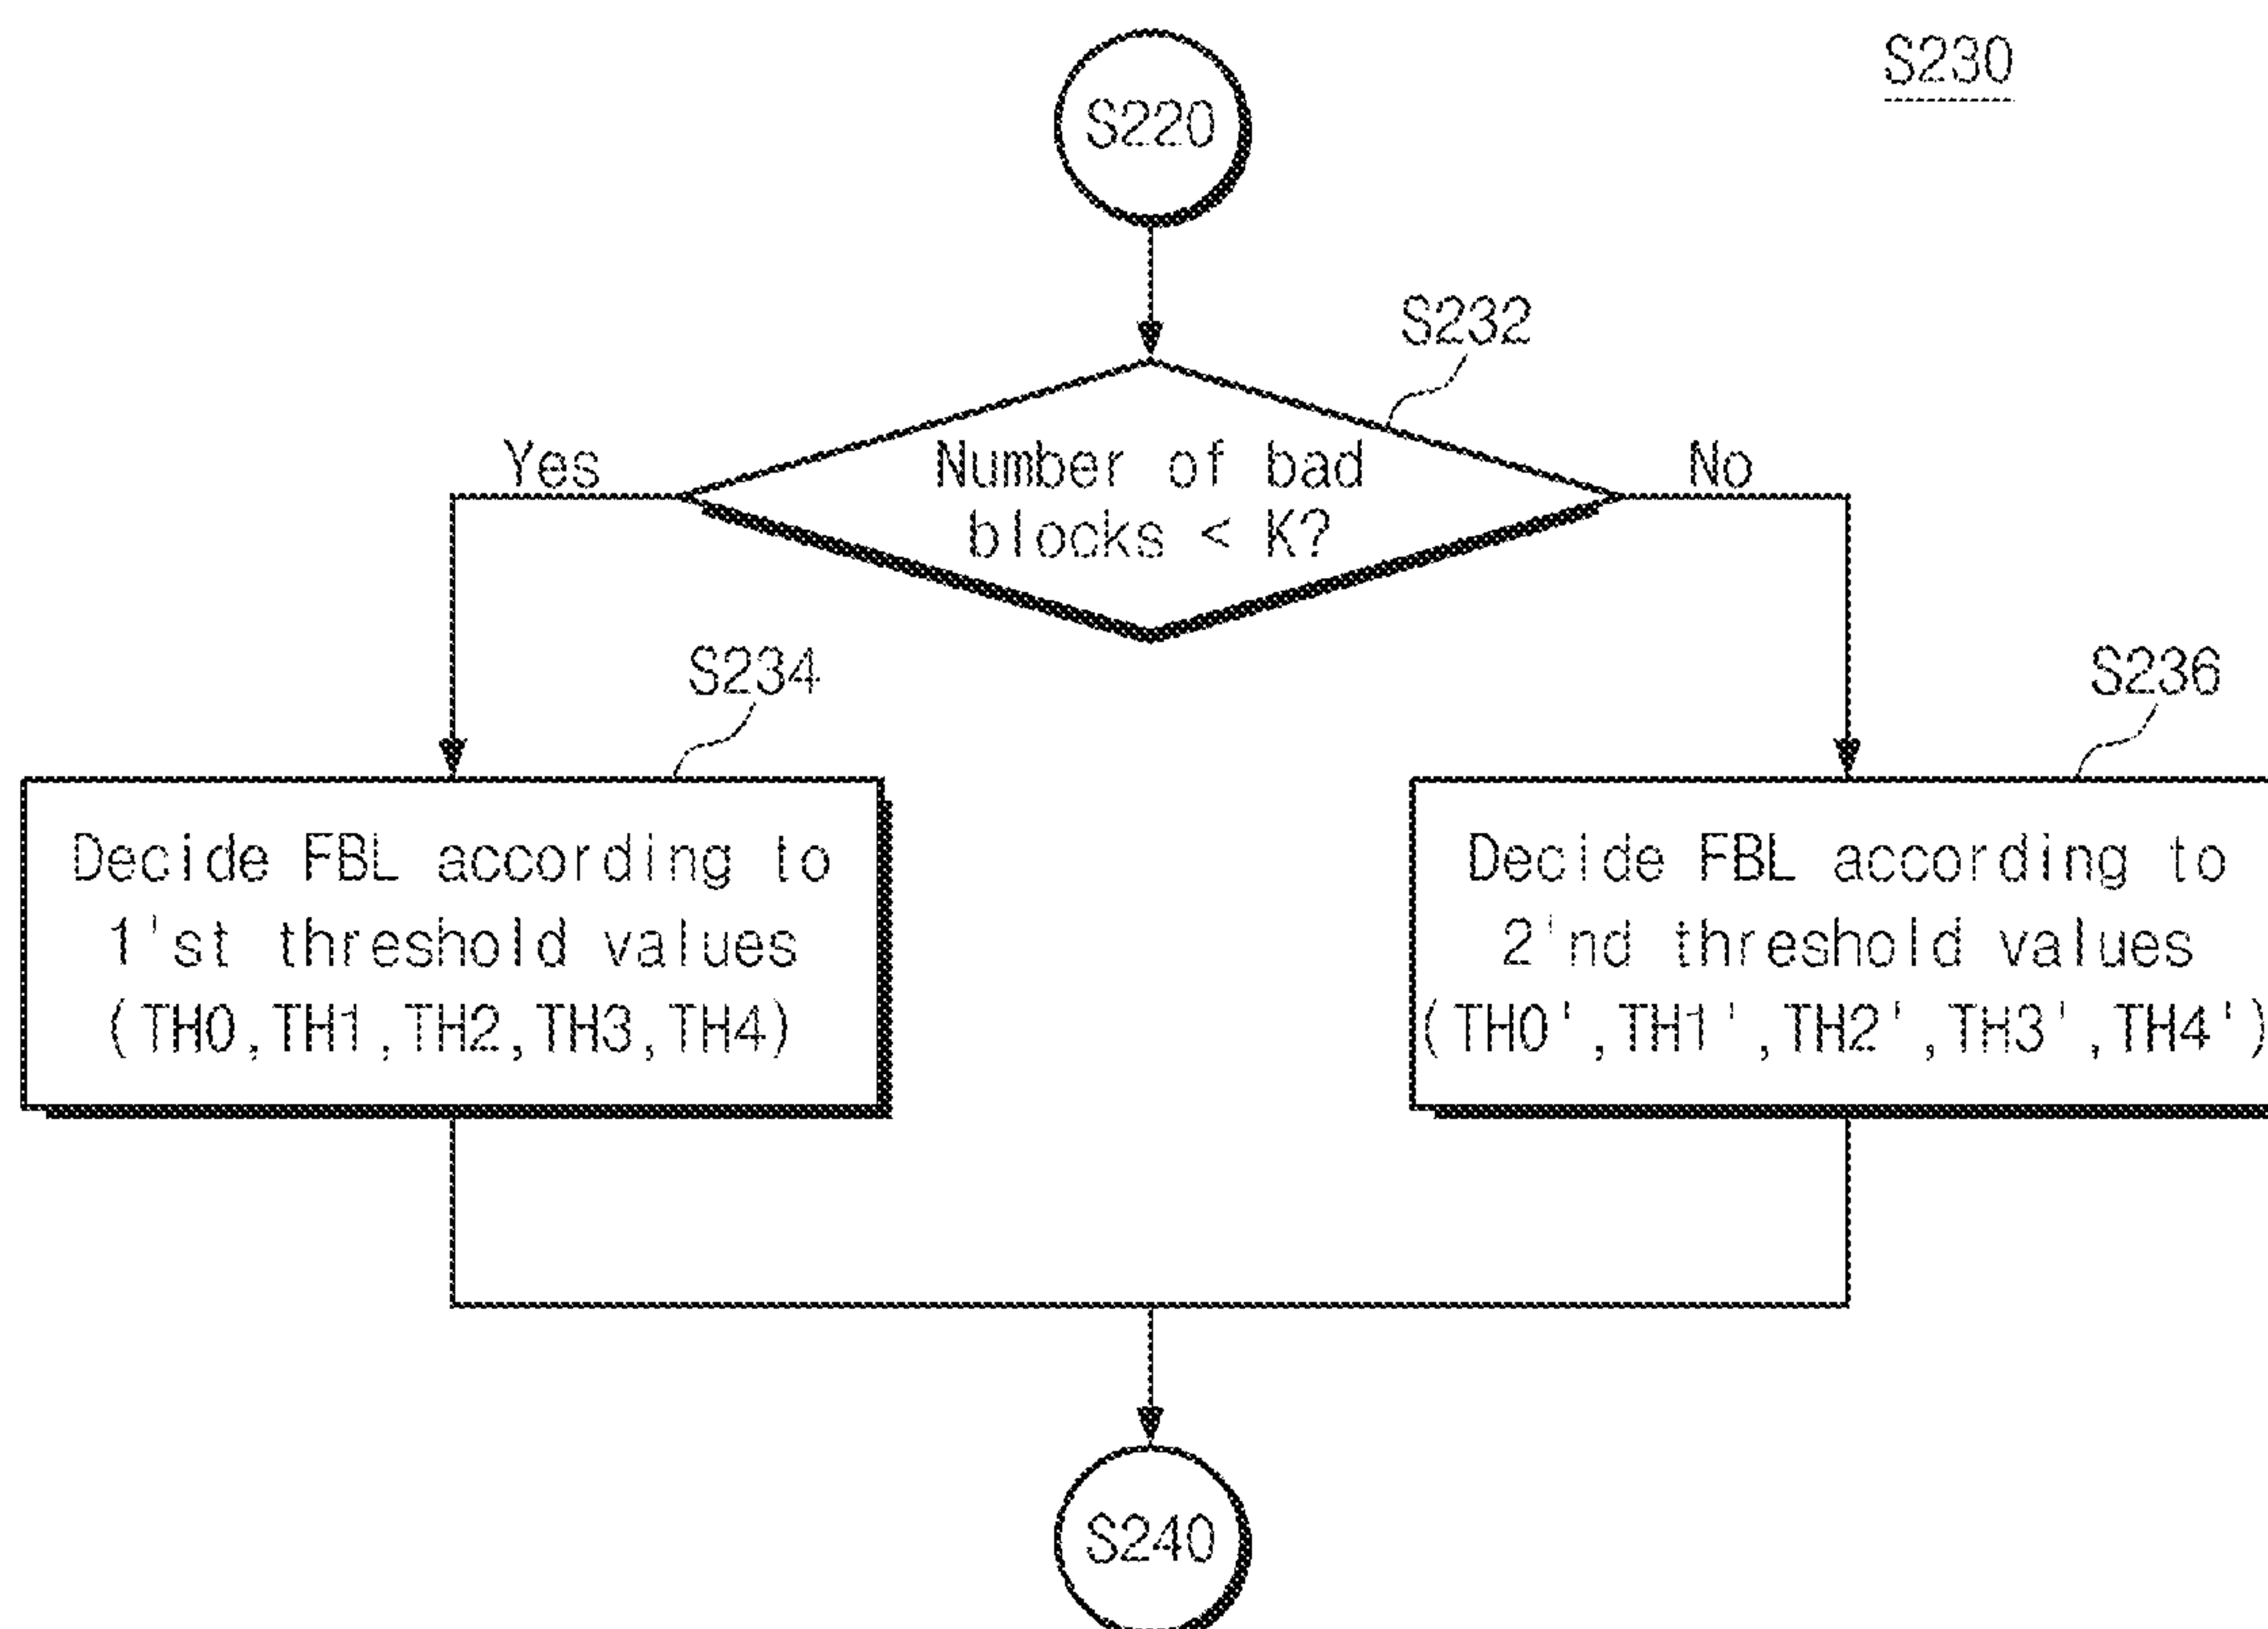 S230
S220
S232
Yes
Number of bad
blocks < K?
No
S234
S236
Decide FBL according to
1'st threshold values
(TH0,TH1,TH2,TH3,TH4)
Decide FBL according to
2'nd threshold values
(TH0',TH1',TH2',TH3',TH4')
S240